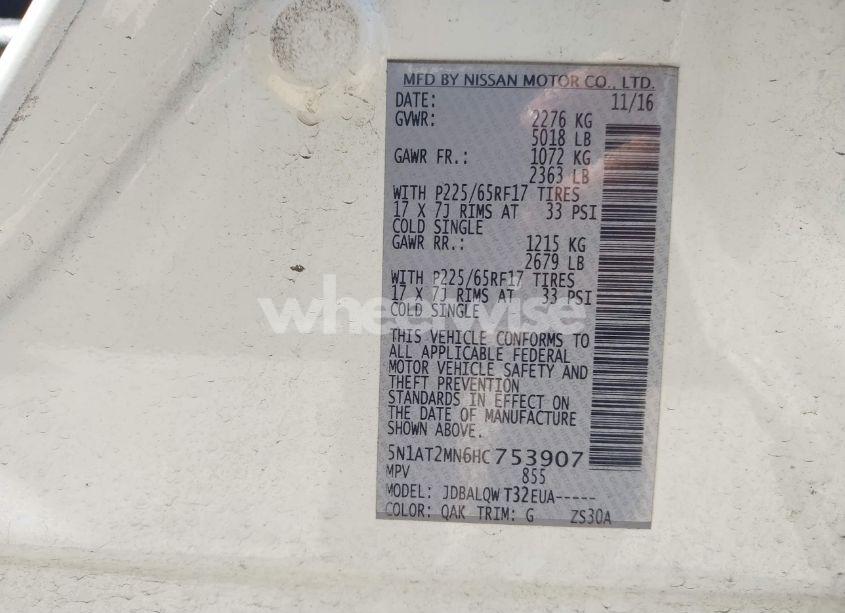 MFD BY NISSAN MOTOR CO., LTD.
DATE: 11/16
GVWR: 2276 KG
5018 LB
GAWR FR.: 1072 KG
2363 LB
WITH P225/65RF17 TIRES
17 X 7J RIMS AT 33 PSI
COLD SINGLE
GAWR RR.: 1215 KG
2679 LB
WITH P225/65RF17 TIRES
17 X 7J RIMS AT 33 PSI
COLD SINGLE
wheelwise
THIS VEHICLE CONFORMS TO
ALL APPLICABLE FEDERAL
MOTOR VEHICLE SAFETY AND
THEFT PREVENTION
STANDARDS IN EFFECT ON
THE DATE OF MANUFACTURE
SHOWN ABOVE.
5N1AT2MN6HC753907
MPV 855
MODEL: JDBALQWT32EUA-----
COLOR: QAK TRIM: G ZS30A